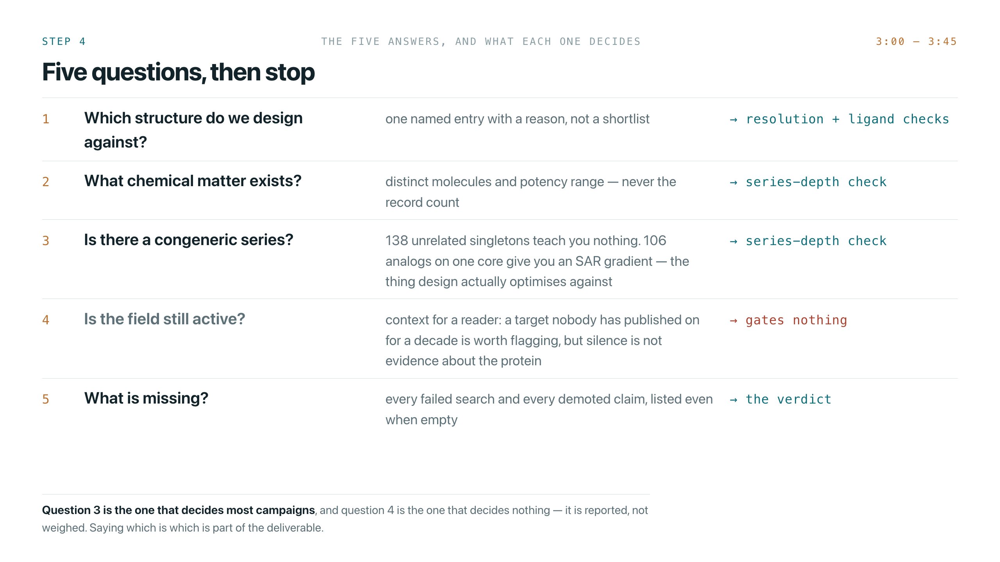 STEP 4
THE FIVE ANSWERS, AND WHAT EACH ONE DECIDES
3:00 – 3:45
Five questions, then stop
1
Which structure do we design
against?
one named entry with a reason, not a shortlist
→ resolution + ligand checks
2
What chemical matter exists?
distinct molecules and potency range — never the
record count
→ series-depth check
3
Is there a congeneric series?
138 unrelated singletons teach you nothing. 106
analogs on one core give you an SAR gradient — the
thing design actually optimises against
→ series-depth check
4
Is the field still active?
context for a reader: a target nobody has published on
for a decade is worth flagging, but silence is not
evidence about the protein
→ gates nothing
5
What is missing?
every failed search and every demoted claim, listed even
when empty
→ the verdict
Question 3 is the one that decides most campaigns, and question 4 is the one that decides nothing — it is reported, not
weighed. Saying which is which is part of the deliverable.